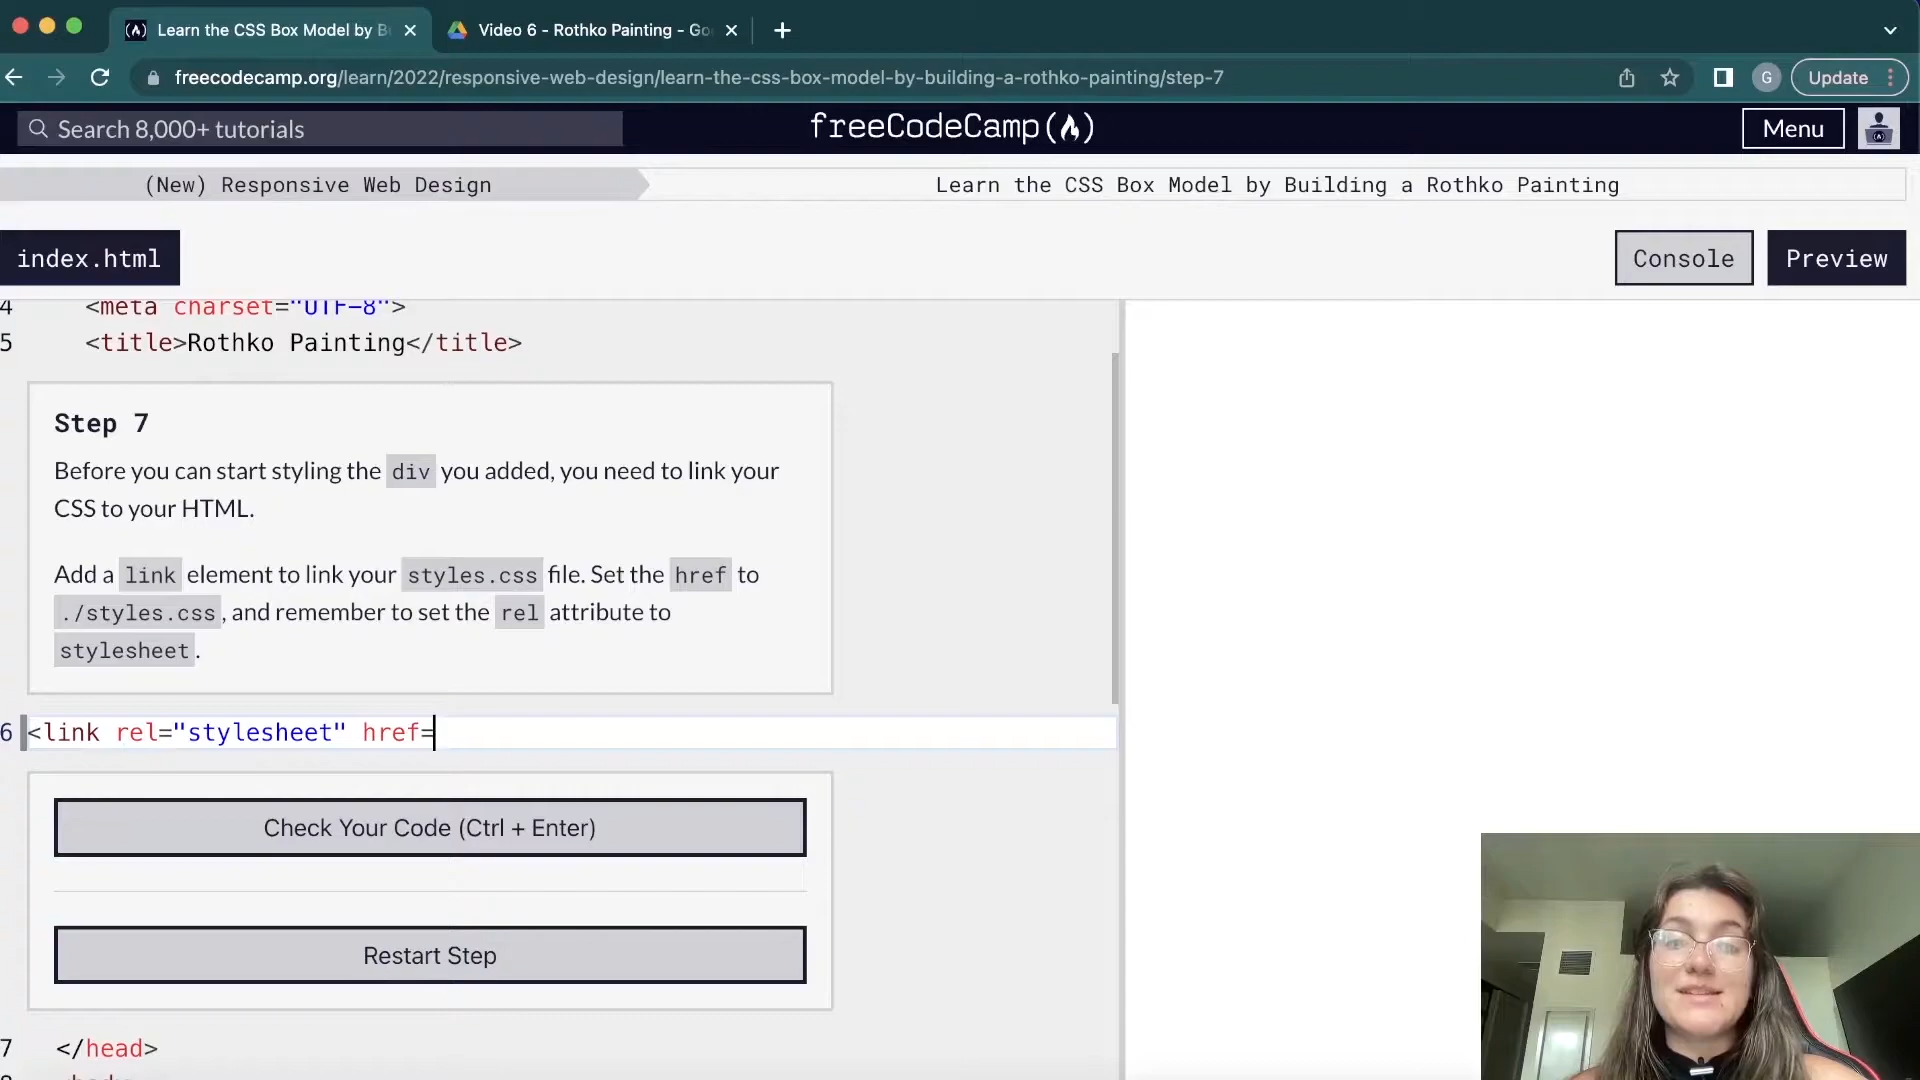 Learn the CSS Box Model by B
Video 6 - Rothko Painting - Go
freecodecamp.org/learn/2022/responsive-web-design/learn-the-css-box-model-by-building-a-rothko-painting/step-7
G
Update
Search 8,000+ tutorials
freeCodeCamp(
)
Menu
(New) Responsive Web Design
Learn the CSS Box Model by Building a Rothko Painting
index.html
Console
Preview
4 <meta charset="UTF-8">
5 <title>Rothko Painting</title>
Step 7
Before you can start styling the div you added, you need to link your
CSS to your HTML.
Add a link element to link your styles.css file. Set the href to
./styles.css, and remember to set the rel attribute to
stylesheet.
6 <link rel="stylesheet" href=
Check Your Code (Ctrl + Enter)
Restart Step
7 </head>